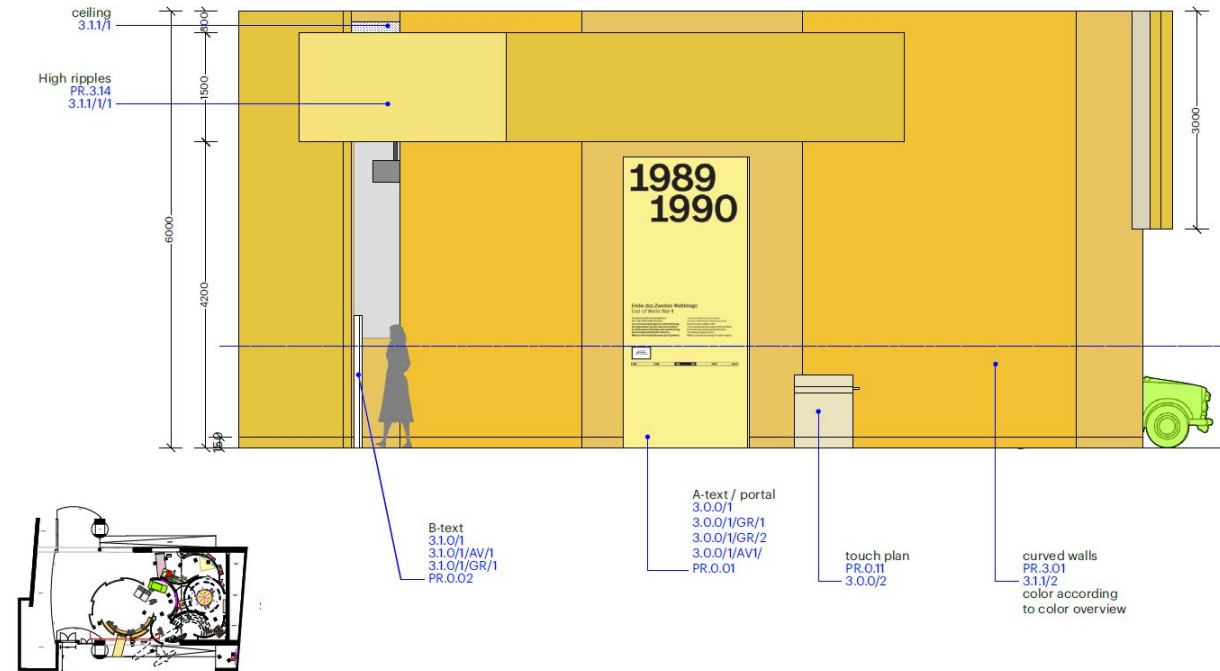 ceiling
3.1.1/1
High ripples
PR.3.14
3.1.1/1/1
300
1500
6000
4200
3000
1989
1990
Ende des Zweiten Weltkriegs
End of World War II
B-text
3.1.0/1
3.1.0/1/AV/1
3.1.0/1/GR/1
PR.0.02
A-text / portal
3.0.0/1
3.0.0/1/GR/1
3.0.0/1/GR/2
3.0.0/1/AV1/
PR.0.01
touch plan
PR.0.11
3.0.0/2
curved walls
PR.3.01
3.1.1/2
color according
to color overview